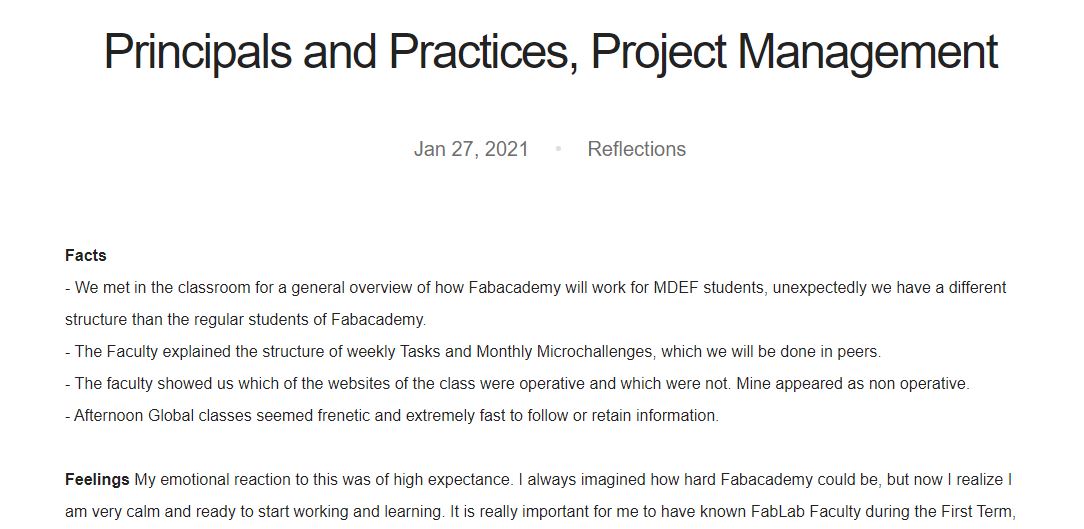 Principals and Practices, Project Management
Jan 27, 2021 • Reflections
Facts
- We met in the classroom for a general overview of how Fabacademy will work for MDEF students, unexpectedly we have a different
structure than the regular students of Fabacademy.
- The Faculty explained the structure of weekly Tasks and Monthly Microchallenges, which we will be done in peers.
- The faculty showed us which of the websites of the class were operative and which were not. Mine appeared as non operative.
- Afternoon Global classes seemed frenetic and extremely fast to follow or retain information.
Feelings My emotional reaction to this was of high expectance. I always imagined how hard Fabacademy could be, but now I realize I
am very calm and ready to start working and learning. It is really important for me to have known FabLab Faculty during the First Term,